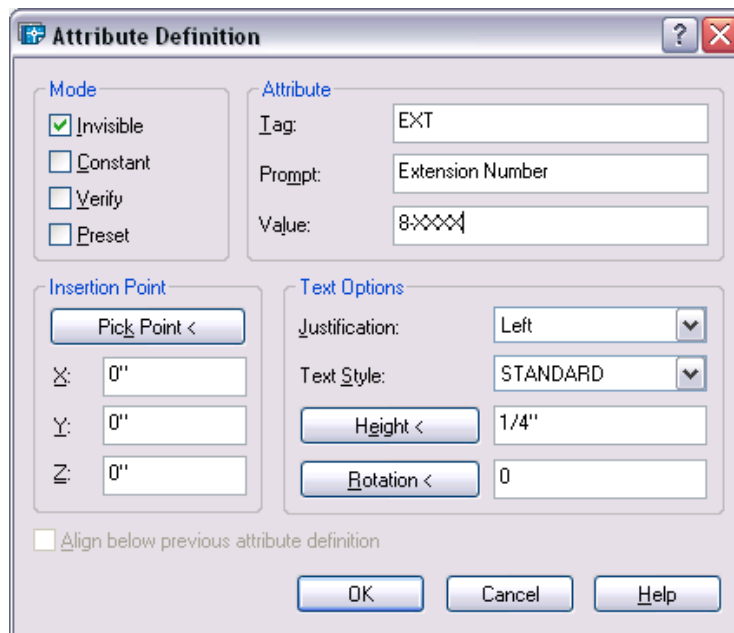 Attribute Definition
?
Mode
Invisible
Constant
Verify
Preset
Attribute
Tag: EXT
Prompt: Extension Number
Value: 8-XXXX
Insertion Point
Pick Point <
X: 0"
Y: 0"
Z: 0"
Text Options
Justification: Left
Text Style: STANDARD
Height < 1/4"
Rotation < 0
Align below previous attribute definition
OK Cancel Help